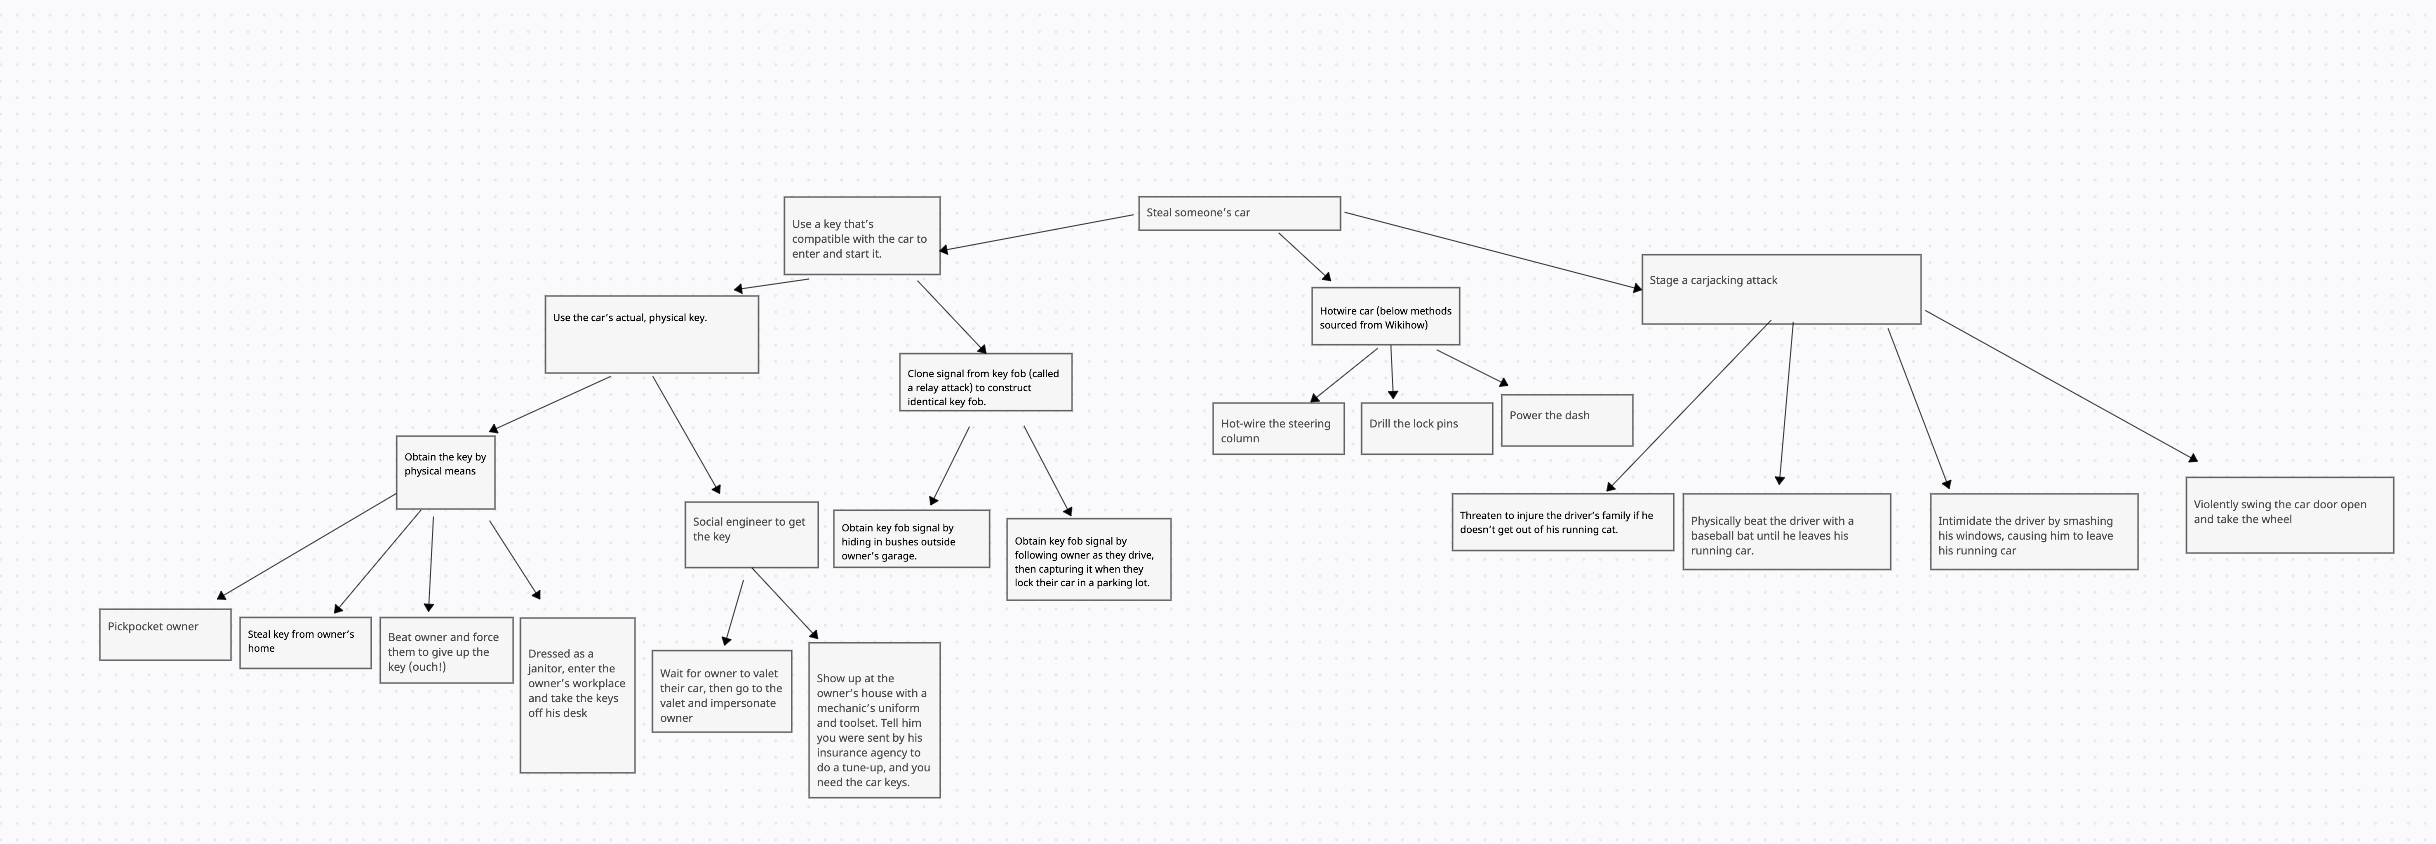 Steal someone's car
Use a key that's
compatible with the car to
enter and start it.
Stage a carjacking attack
Use the car's actual, physical key.
Hotwire car (below methods
sourced from Wikihow)
Clone signal from key fob (called
a relay attack) to construct
identical key fob.
Hot-wire the steering
column
Drill the lock pins
Power the dash
Obtain the key by
physical means
Social engineer to get
the key
Obtain key fob signal by
hiding in bushes outside
owner's garage.
Obtain key fob signal by
following owner as they drive,
then capturing it when they
lock their car in a parking lot.
Threaten to injure the driver's family if he
doesn't get out of his running cat.
Physically beat the driver with a
baseball bat until he leaves his
running car.
Intimidate the driver by smashing
his windows, causing him to leave
his running car
Violently swing the car door open
and take the wheel
Pickpocket owner
Steal key from owner's
home
Beat owner and force
them to give up the
key (ouch!)
Dressed as a
janitor, enter the
owner's workplace
and take the keys
off his desk
Wait for owner to valet
their car, then go to the
valet and impersonate
owner
Show up at the
owner's house with a
mechanic's uniform
and toolset. Tell him
you were sent by his
insurance agency to
do a tune-up, and you
need the car keys.